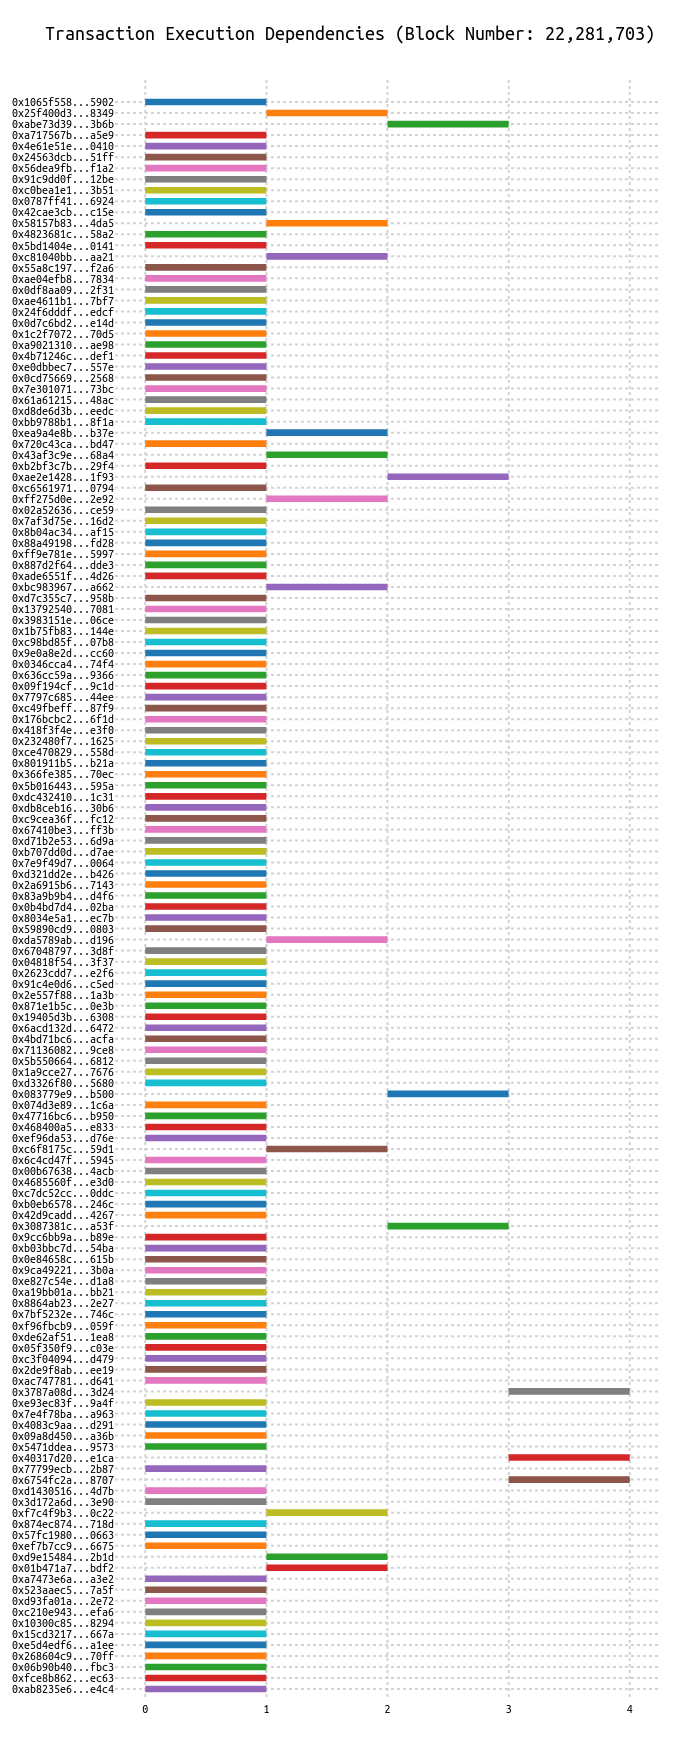 Transaction Execution Dependencies (Block Number: 22,281,703)
0x1065f558...5902
0x25f400d3...8349
0xabe73d39...3b6b
0xa717567b...a5e9
0x4e61e51e...0410
0x24563dcb...51ff
0x56dea9fb...f1a2
0x91c9dd0f...12be
0xc0bea1e1...3b51
0x0787ff41...6924
0x42cae3cb...c15e
0x58157b83...4da5
0x4823681c...58a2
0x5bd1404e...0141
0xc81040bb...aa21
0x55a8c197...f2a6
0xae04efb8...7834
0x0df8aa09...2f31
0xae4611b1...7bf7
0x24f6dddf...edcf
0x0d7c6bd2...e14d
0x1c2f7072...70d5
0xa9021310...ae98
0x4b71246c...def1
0xe0dbbec7...557e
0x0cd75669...2568
0x7e301071...73bc
0x61a61215...48ac
0xd8de6d3b...eedc
0xbb9788b1...8f1a
0xea9a4e8b...b37e
0x720c43ca...bd47
0x43af3c9e...68a4
0xb2bf3c7b...29f4
0xae2e1428...1f93
0xc6561971...0794
0xff275d0e...2e92
0x02a52636...ce59
0x7af3d75e...16d2
0x8b04ac34...af15
0x88a49198...fd28
0xff9e781e...5997
0x887d2f64...dde3
0xade6551f...4d26
0xbc983967...a662
0xd7c355c7...958b
0x13792540...7081
0x3983151e...06ce
0x1b75fb83...144e
0xc98bd85f...07b8
0x9e0a8e2d...cc60
0x0346cca4...74f4
0x636cc59a...9366
0x09f194cf...9c1d
0x7797c685...44ee
0xc49fbeff...87f9
0x176bcbc2...6f1d
0x418f3f4e...e3f0
0x232480f7...1625
0xce470829...558d
0x801911b5...b21a
0x366fe385...70ec
0x5b016443...595a
0xdc432410...1c31
0xdb8ceb16...30b6
0xc9cea36f...fc12
0x67410be3...ff3b
0xd71b2e53...6d9a
0xb707dd0d...d7ae
0x7e9f49d7...0064
0xd321dd2e...b426
0x2a6915b6...7143
0x83a9b9b4...d4f6
0x0b4bd7d4...02ba
0x8034e5a1...ec7b
0x59890cd9...0803
0xda5789ab...d196
0x67048797...3d8f
0x04818f54...3f37
0x2623cdd7...e2f6
0x91c4e0d6...c5ed
0x2e557f88...1a3b
0x871e1b5c...0e3b
0x19405d3b...6308
0x6acd132d...6472
0x4bd71bc6...acfa
0x71136082...9ce8
0x5b550664...6812
0x1a9cce27...7676
0xd3326f80...5680
0x083779e9...b500
0x074d3e89...1c6a
0x47716bc6...b950
0x468400a5...e833
0xef96da53...d76e
0xc6f8175c...59d1
0x6c4cd47f...5945
0x00b67638...4acb
0x4685560f...e3d0
0xc7dc52cc...0ddc
0xb0eb6578...246c
0x42d9cadd...4267
0x3087381c...a53f
0x9cc6bb9a...b89e
0xb03bbc7d...54ba
0x0e84658c...615b
0x9ca49221...3b0a
0xe827c54e...d1a8
0xa19bb01a...bb21
0x8864ab23...2e27
0x7bf5232e...746c
0xf96fbcb9...059f
0xde62af51...1ea8
0x05f350f9...c03e
0xc3f04094...d479
0x2de9f8ab...ee19
0xac747781...d641
0x3787a08d...3d24
0xe93ec83f...9a4f
0x7e4f78ba...a963
0x4083c9aa...d291
0x09a8d450...a36b
0x5471ddea...9573
0x40317d20...e1ca
0x77799ecb...2b87
0x6754fc2a...8707
0xd1430516...4d7b
0x3d172a6d...3e90
0xf7c4f9b3...0c22
0x874ec874...718d
0x57fc1980...0663
0xef7b7cc9...6675
0xd9e15484...2b1d
0x01b471a7...bdf2
0xa7473e6a...a3e2
0x523aaec5...7a5f
0xd93fa01a...2e72
0xc210e943...efa6
0x10300c85...8294
0x15cd3217...667a
0xe5d4edf6...a1ee
0x268604c9...70ff
0x06b90b40...fbc3
0xfce8b862...ec63
0xab8235e6...e4c4
0 1 2 3 4